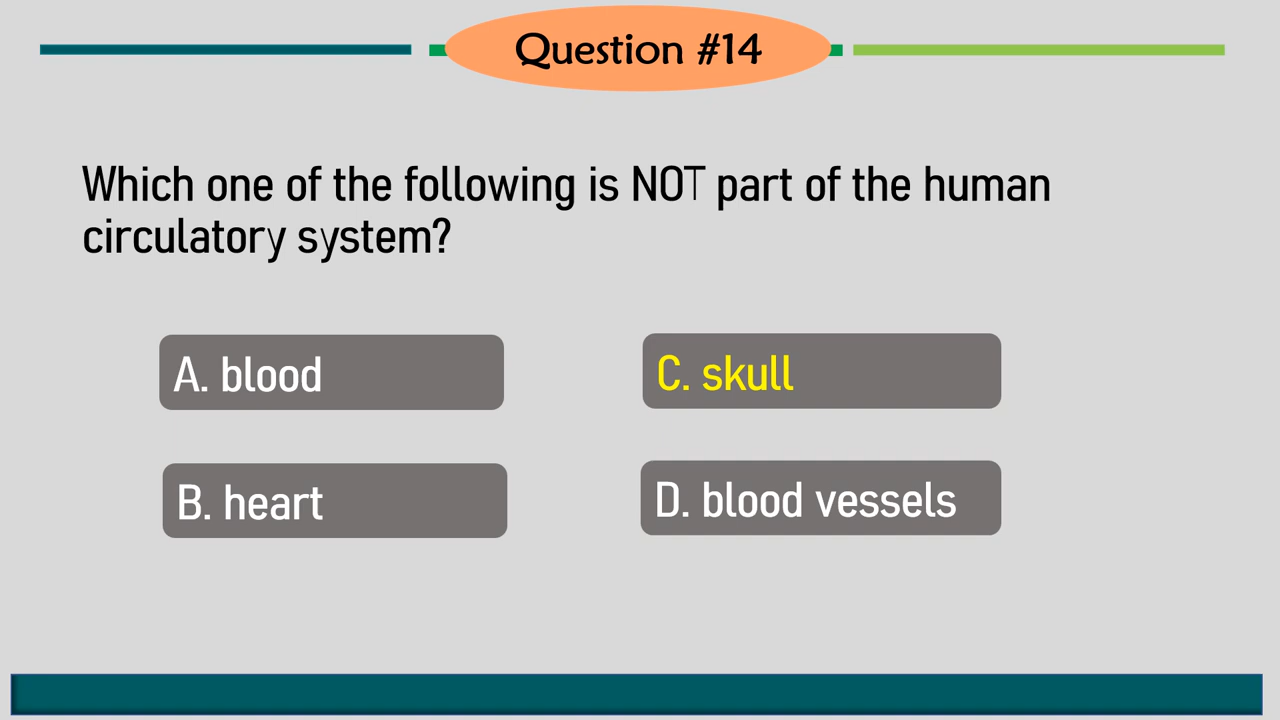 Question #14
Which one of the following is NOT part of the human
circulatory system?
A. blood
C. skull
B. heart
D. blood vessels